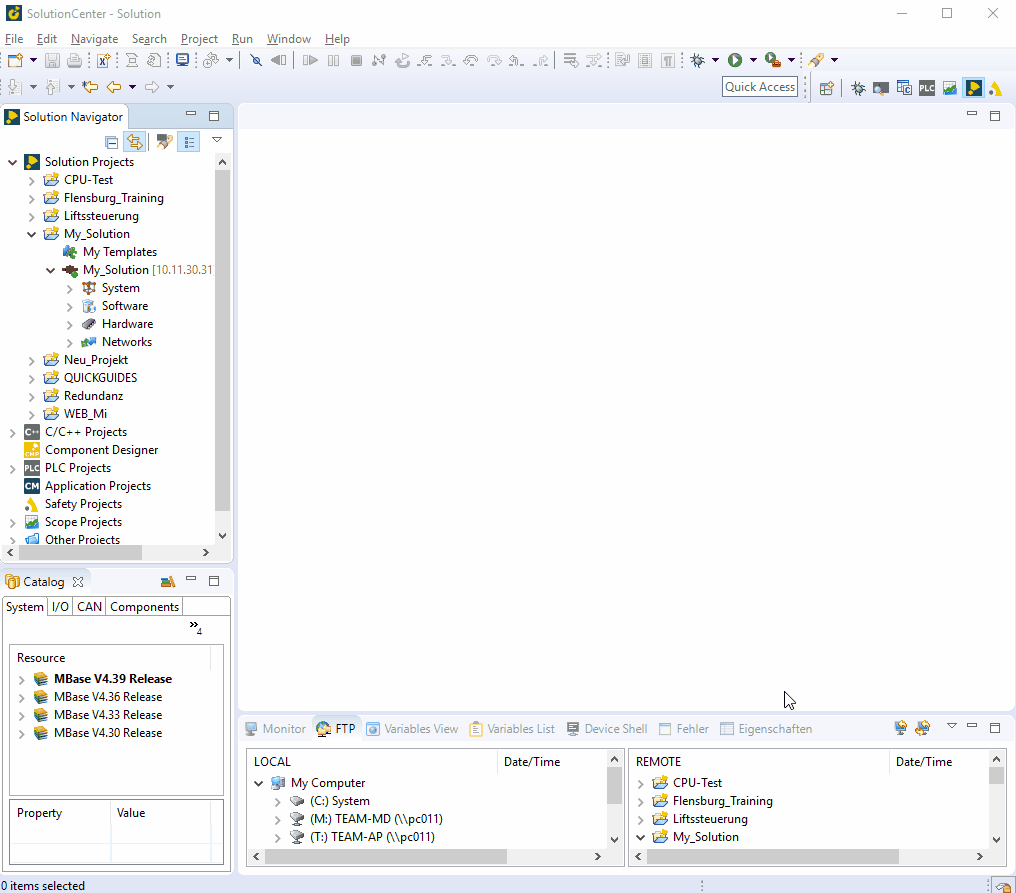 SolutionCenter - Solution
File Edit Navigate Search Project Run Window Help
Quick Access
PLC
Solution Navigator
Solution Projects
CPU-Test
Flensburg_Training
Liftssteuerung
My_Solution
My Templates
My_Solution [10.11.30.31]
System
Software
Hardware
Networks
Neu_Projekt
QUICKGUIDES
Redundanz
WEB_Mi
C++ C/C++ Projects
CMP Component Designer
PLC PLC Projects
CM Application Projects
Safety Projects
Scope Projects
Other Projects
Catalog
System I/O CAN Components
»4
Resource
MBase V4.39 Release
MBase V4.36 Release
MBase V4.33 Release
MBase V4.30 Release
Property Value
Monitor FTP Variables View Variables List Device Shell Fehler Eigenschaften
LOCAL Date/Time
My Computer
(C:) System
(M:) TEAM-MD (\\pc011)
(T:) TEAM-AP (\\pc011)
REMOTE Date/Time
CPU-Test
Flensburg_Training
Liftssteuerung
My_Solution
0 items selected